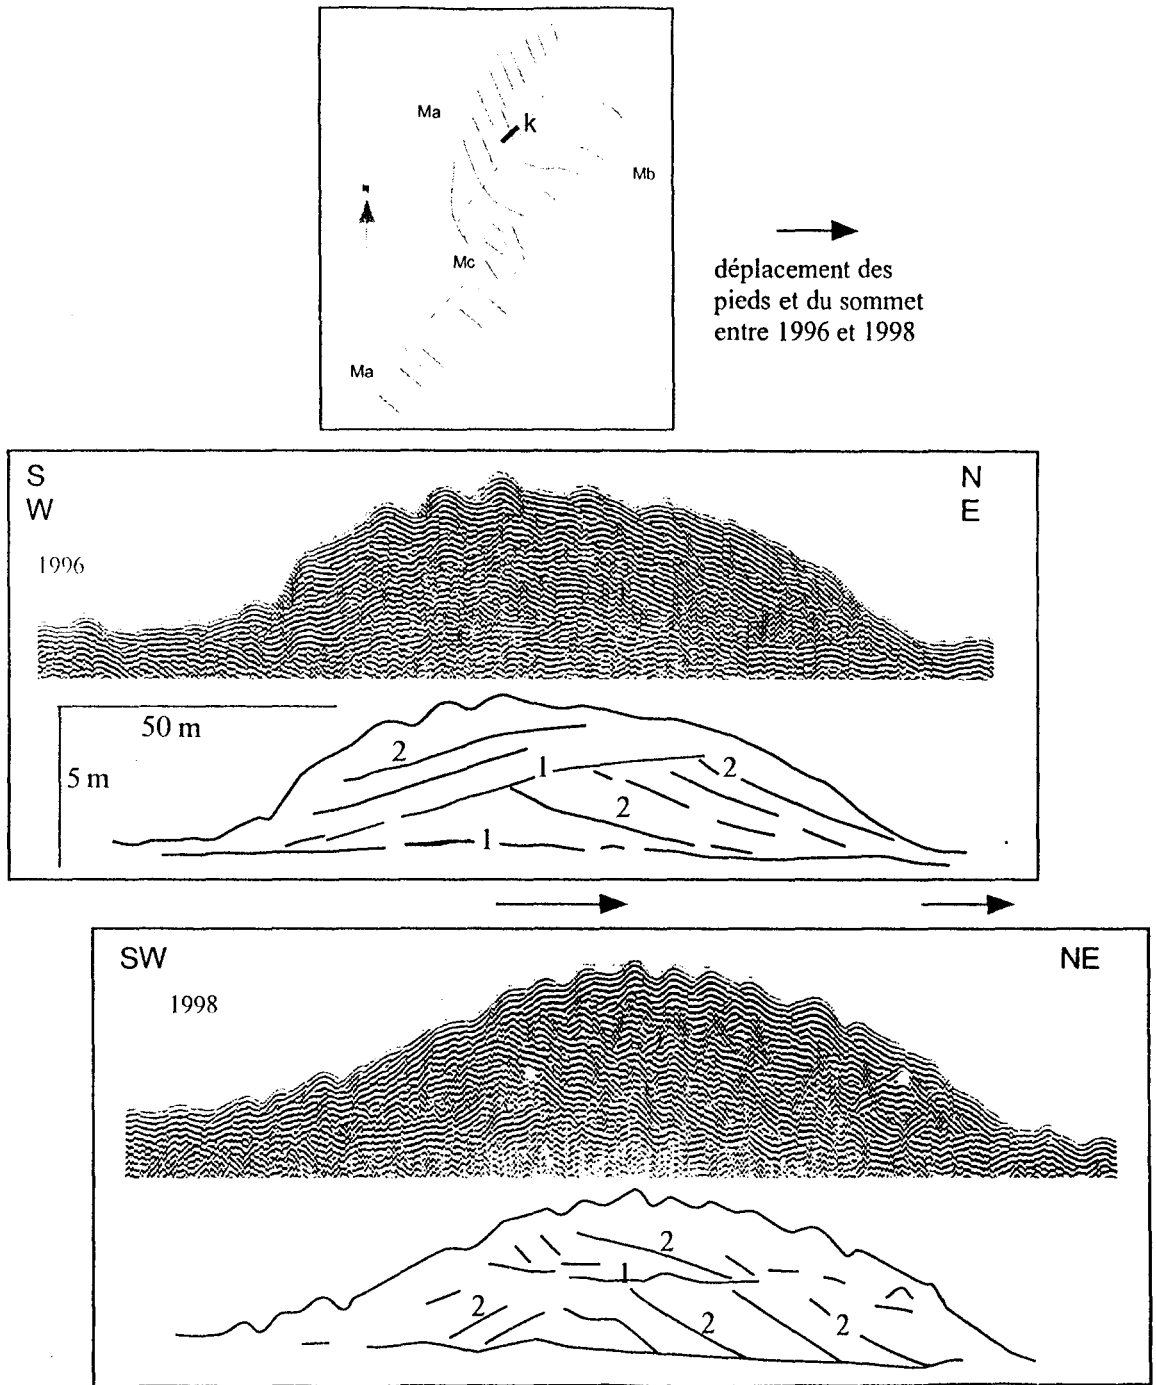 Ma
k
Mb
N
Mc
Ma
déplacement des
pieds et du sommet
entre 1996 et 1998
S
W
N
E
1996
50 m
5 m
2
1
2
2
1
SW
NE
1998
2
1
2
2
2